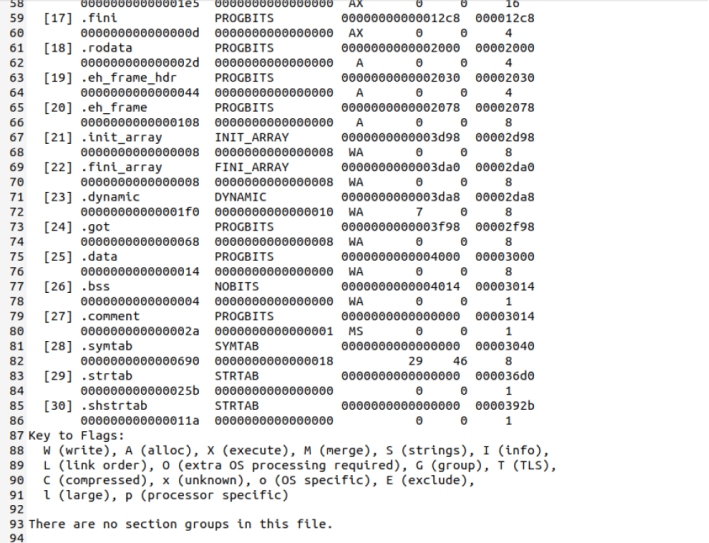 58 00000000000001e5 0000000000000000 AX 0 0 16
59 [17] .fini PROGBITS 00000000000012c8 000012c8
60 000000000000000d 0000000000000000 AX 0 0 4
61 [18] .rodata PROGBITS 0000000000002000 00002000
62 000000000000002d 0000000000000000 A 0 0 4
63 [19] .eh_frame_hdr PROGBITS 0000000000002030 00002030
64 0000000000000044 0000000000000000 A 0 0 4
65 [20] .eh_frame PROGBITS 0000000000002078 00002078
66 0000000000000108 0000000000000000 A 0 0 8
67 [21] .init_array INIT_ARRAY 0000000000003d98 00002d98
68 0000000000000008 0000000000000008 WA 0 0 8
69 [22] .fini_array FINI_ARRAY 0000000000003da0 00002da0
70 0000000000000008 0000000000000008 WA 0 0 8
71 [23] .dynamic DYNAMIC 0000000000003da8 00002da8
72 00000000000001f0 0000000000000010 WA 7 0 8
73 [24] .got PROGBITS 0000000000003f98 00002f98
74 0000000000000068 0000000000000008 WA 0 0 8
75 [25] .data PROGBITS 0000000000004000 00003000
76 0000000000000014 0000000000000000 WA 0 0 8
77 [26] .bss NOBITS 0000000000004014 00003014
78 0000000000000004 0000000000000000 WA 0 0 1
79 [27] .comment PROGBITS 0000000000000000 00003014
80 000000000000002a 0000000000000001 MS 0 0 1
81 [28] .symtab SYMTAB 0000000000000000 00003040
82 0000000000000690 0000000000000018 29 46 8
83 [29] .strtab STRTAB 0000000000000000 000036d0
84 000000000000025b 0000000000000000 0 0 1
85 [30] .shstrtab STRTAB 0000000000000000 0000392b
86 000000000000011a 0000000000000000 0 0 1
87 Key to Flags:
88 W (write), A (alloc), X (execute), M (merge), S (strings), I (info),
89 L (link order), O (extra OS processing required), G (group), T (TLS),
90 C (compressed), x (unknown), o (OS specific), E (exclude),
91 l (large), p (processor specific)
92
93 There are no section groups in this file.
94